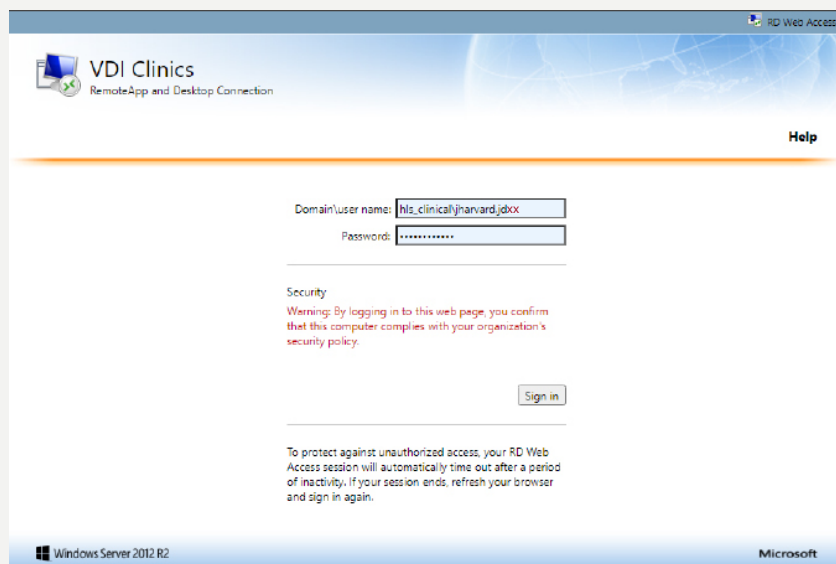 RD Web Access
VDI Clinics
RemoteApp and Desktop Connection
Help
Domain\user name: hls_clinical\jharvard.jdxx
Password: ••••••••••••
Security
Warning: By logging in to this web page, you confirm
that this computer complies with your organization's
security policy.
Sign in
To protect against unauthorized access, your RD Web
Access session will automatically time out after a period
of inactivity. If your session ends, refresh your browser
and sign in again.
Windows Server 2012 R2
Microsoft